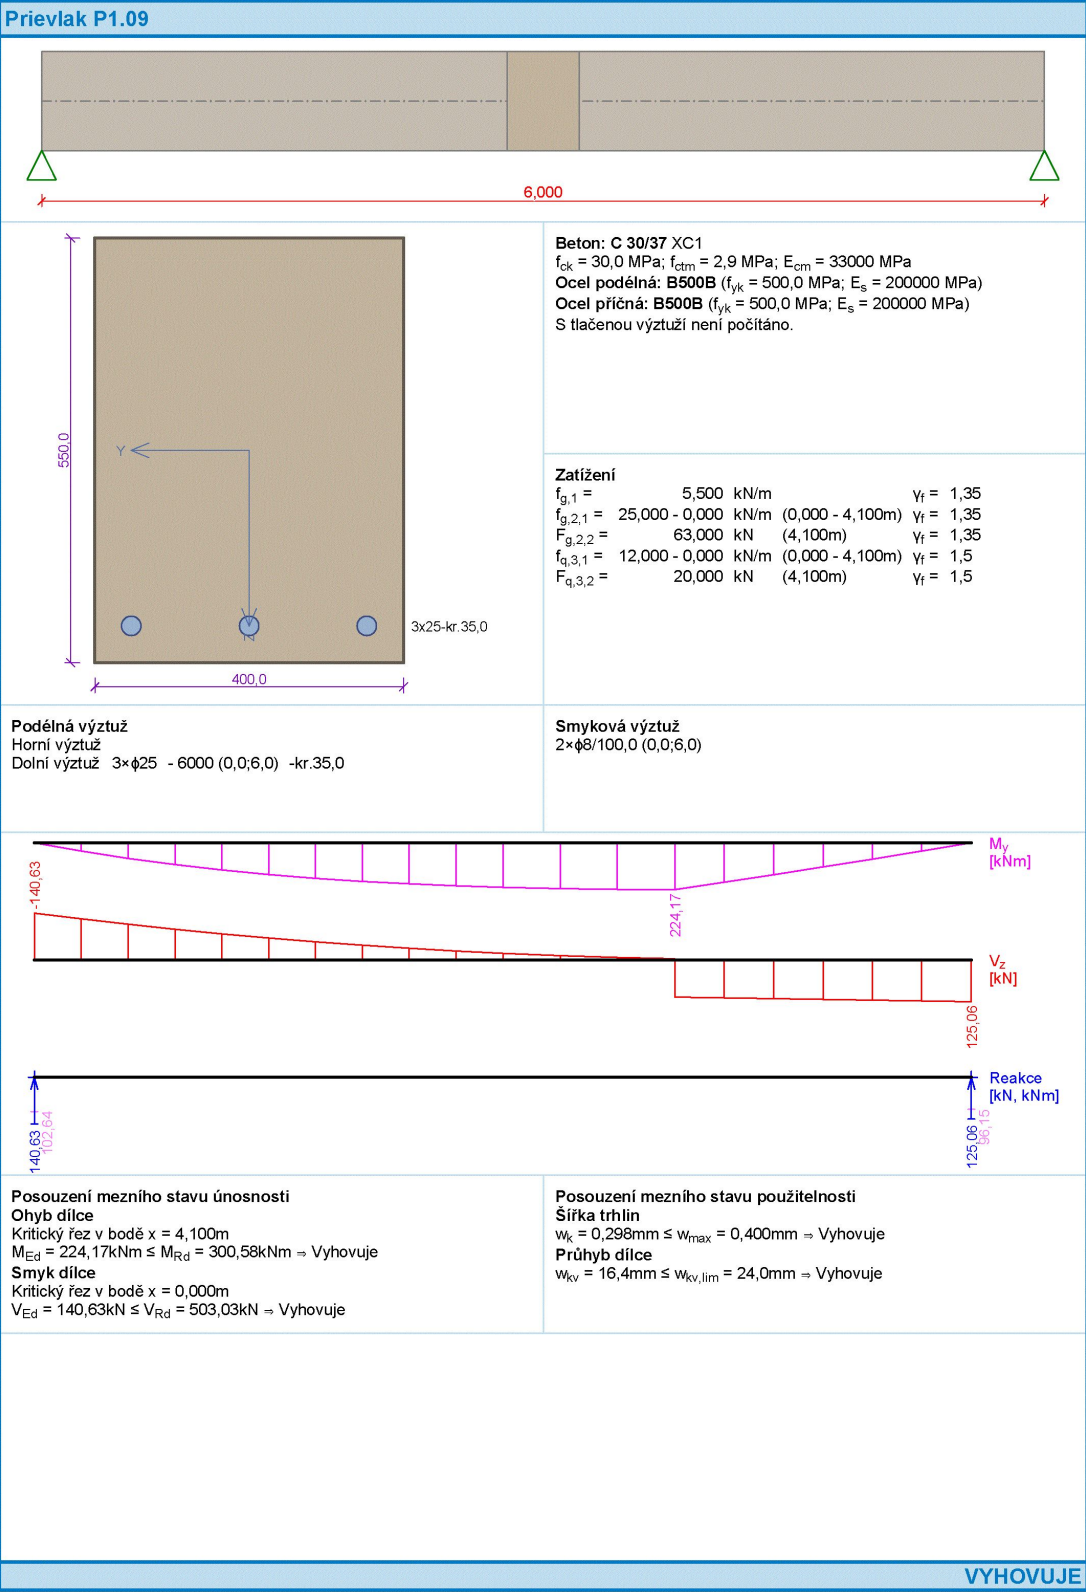 Prievlak P1.09
6,000
550,0
Y
Z
3x25-kr.35,0
400,0
Beton: C 30/37 XC1
fck = 30,0 MPa; fctm = 2,9 MPa; Ecm = 33000 MPa
Ocel podélná: B500B (fyk = 500,0 MPa; Es = 200000 MPa)
Ocel příčná: B500B (fyk = 500,0 MPa; Es = 200000 MPa)
S tlačenou výztuží není počítáno.
Zatížení
fg,1 = 5,500 kN/m γf = 1,35
fg,2,1 = 25,000 - 0,000 kN/m (0,000 - 4,100m) γf = 1,35
Fg,2,2 = 63,000 kN (4,100m) γf = 1,35
fq,3,1 = 12,000 - 0,000 kN/m (0,000 - 4,100m) γf = 1,5
Fq,3,2 = 20,000 kN (4,100m) γf = 1,5
Podélná výztuž
Horní výztuž
Dolní výztuž 3×ϕ25 - 6000 (0,0;6,0) -kr.35,0
Smyková výztuž
2×ϕ8/100,0 (0,0;6,0)
My
[kNm]
224,17
-140,63
Vz
[kN]
125,06
Reakce
[kN, kNm]
140,63
102,64
125,06
96,15
Posouzení mezního stavu únosnosti
Ohyb dílce
Kritický řez v bodě x = 4,100m
MEd = 224,17kNm ≤ MRd = 300,58kNm ⇒ Vyhovuje
Smyk dílce
Kritický řez v bodě x = 0,000m
VEd = 140,63kN ≤ VRd = 503,03kN ⇒ Vyhovuje
Posouzení mezního stavu použitelnosti
Šířka trhlin
wk = 0,298mm ≤ wmax = 0,400mm ⇒ Vyhovuje
Průhyb dílce
wkv = 16,4mm ≤ wkv,lim = 24,0mm ⇒ Vyhovuje
VYHOVUJE